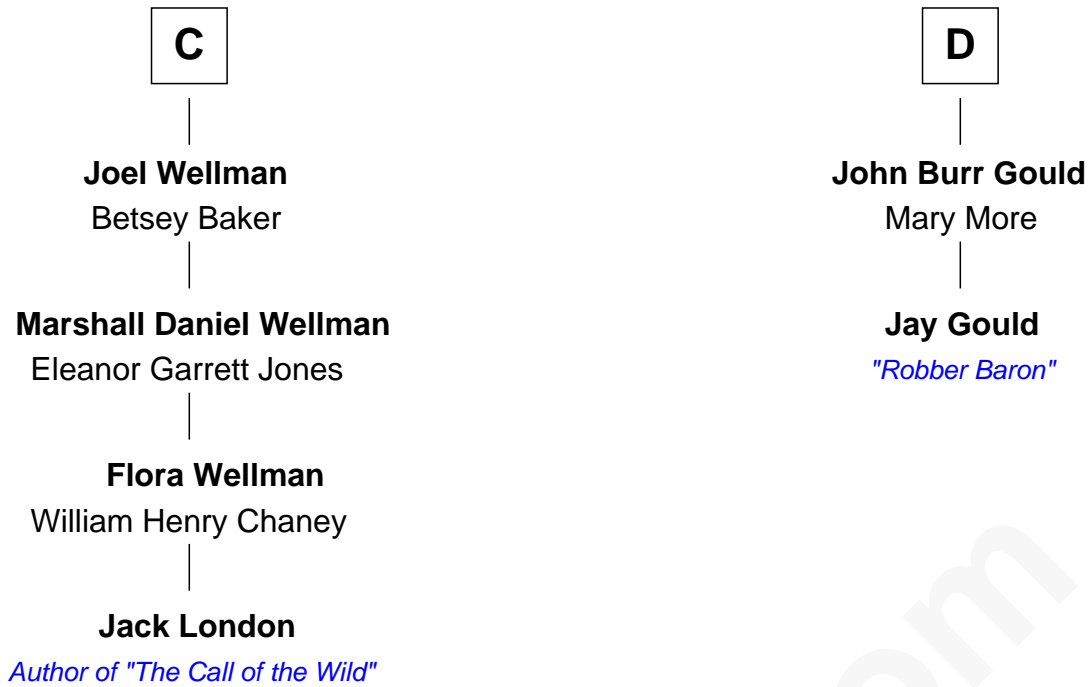 C
Joel Wellman
Betsey Baker
Marshall Daniel Wellman
Eleanor Garrett Jones
Flora Wellman
William Henry Chaney
Jack London
Author of "The Call of the Wild"
D
John Burr Gould
Mary More
Jay Gould
"Robber Baron"
om